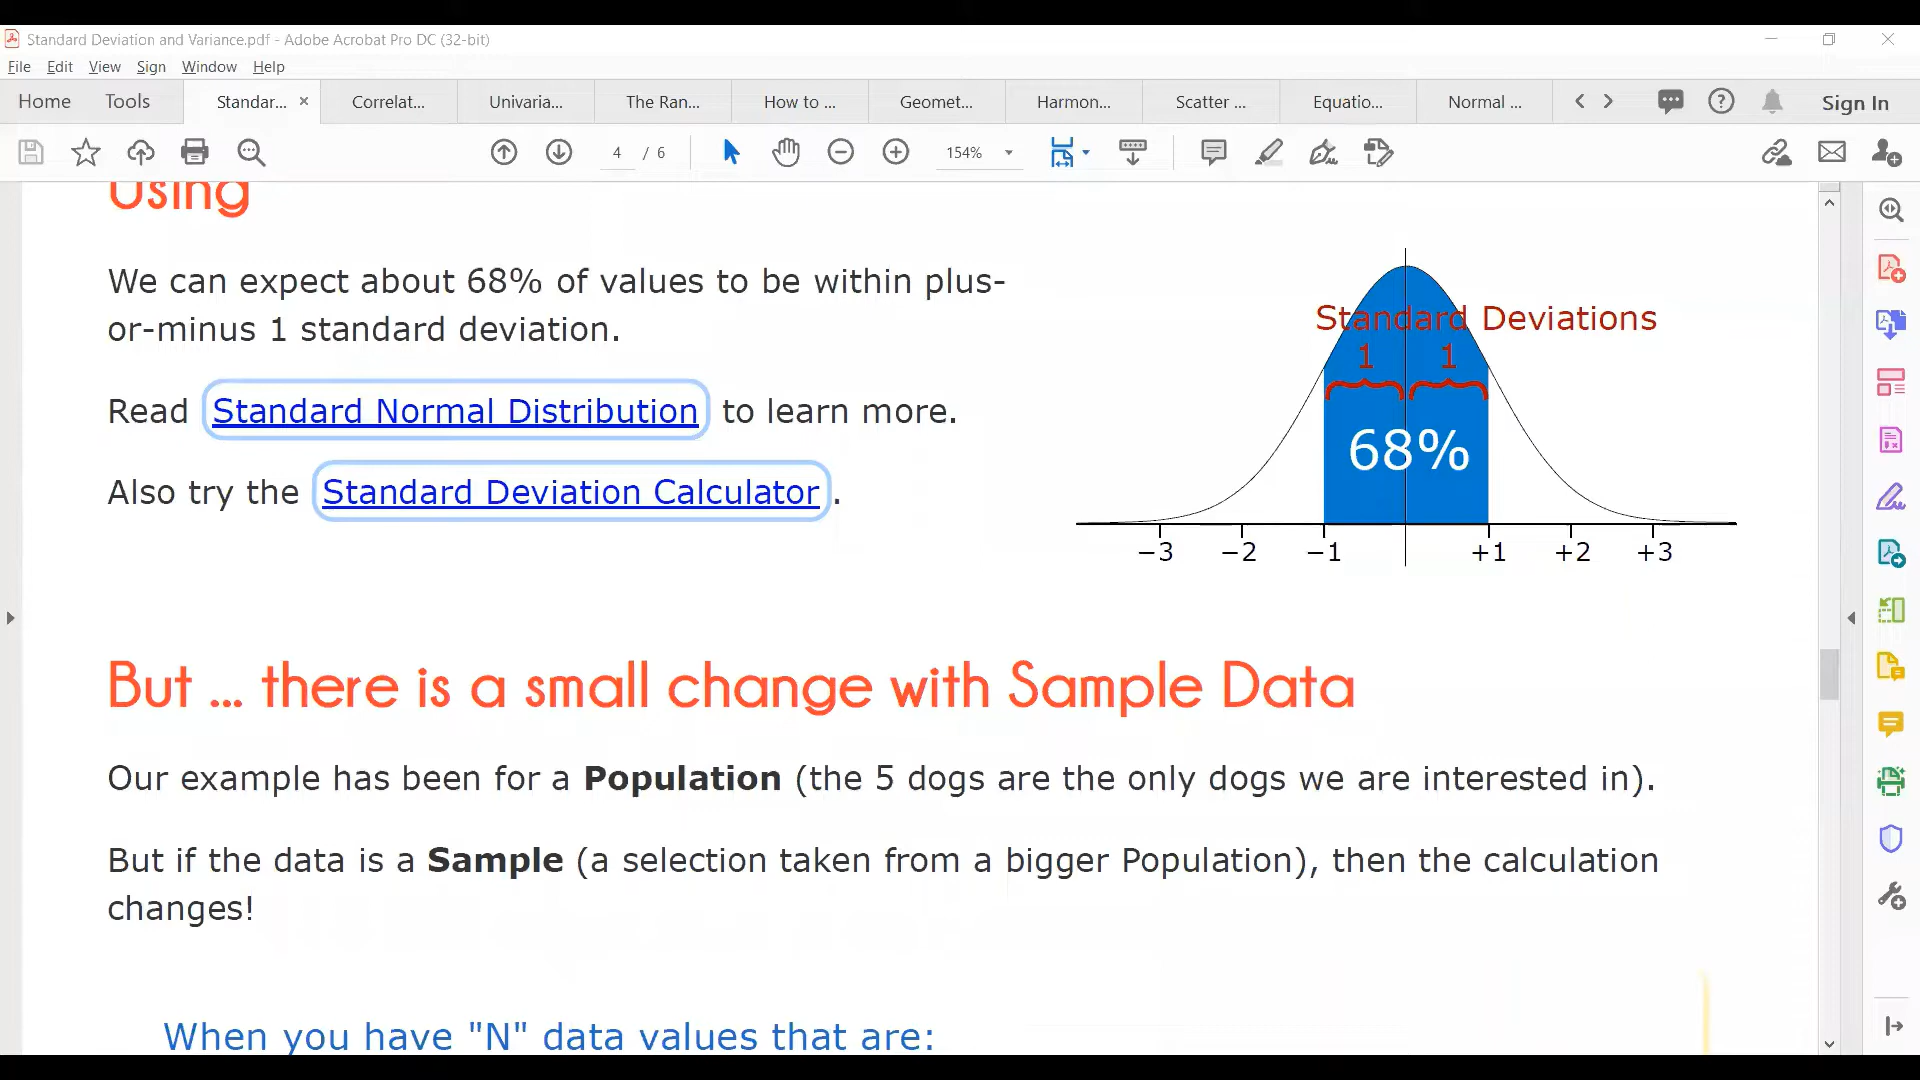 Standard Deviation and Variance.pdf - Adobe Acrobat Pro DC (32-bit)
File Edit View Sign Window Help
Home Tools Standar... × Correlat... Univaria... The Ran... How to ... Geomet... Harmon... Scatter ... Equatio... Normal ... Sign In
4 / 6 154%
Using
We can expect about 68% of values to be within plus-
or-minus 1 standard deviation.
Read Standard Normal Distribution to learn more.
Also try the Standard Deviation Calculator.
Standard Deviations
1 1
68%
−3 −2 −1 +1 +2 +3
But ... there is a small change with Sample Data
Our example has been for a Population (the 5 dogs are the only dogs we are interested in).
But if the data is a Sample (a selection taken from a bigger Population), then the calculation
changes!
When you have "N" data values that are: